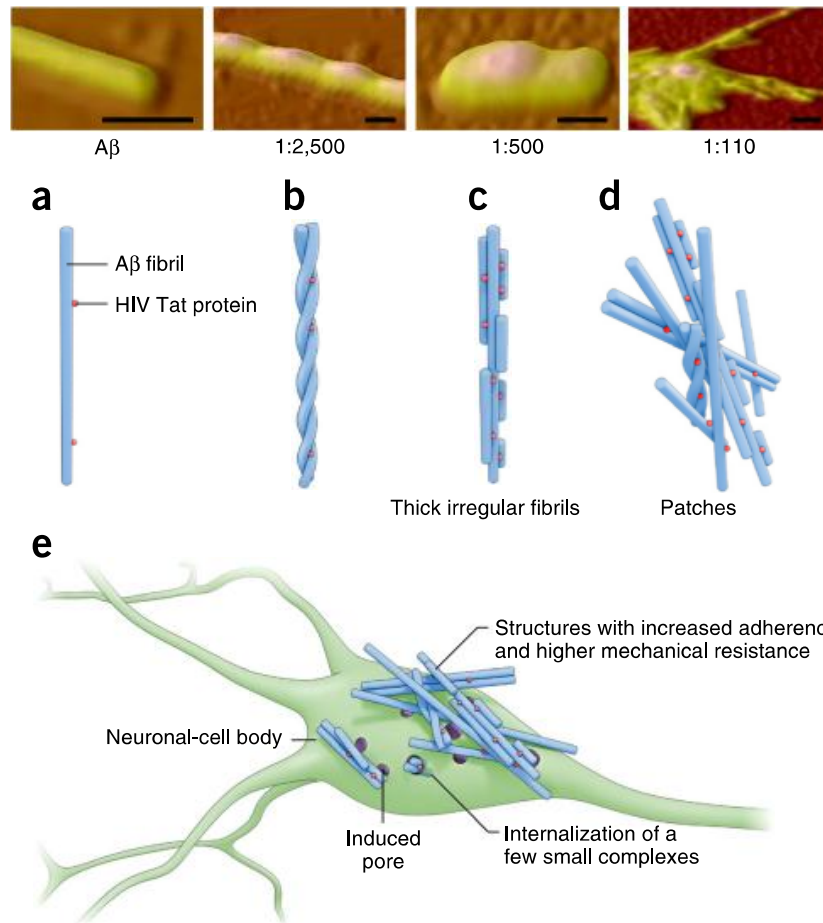 Aβ 1:2,500 1:500 1:110
a b c d
Aβ fibril
HIV Tat protein
Thick irregular fibrils Patches
e
Structures with increased adherenc
and higher mechanical resistance
Neuronal-cell body
Induced
pore
Internalization of a
few small complexes